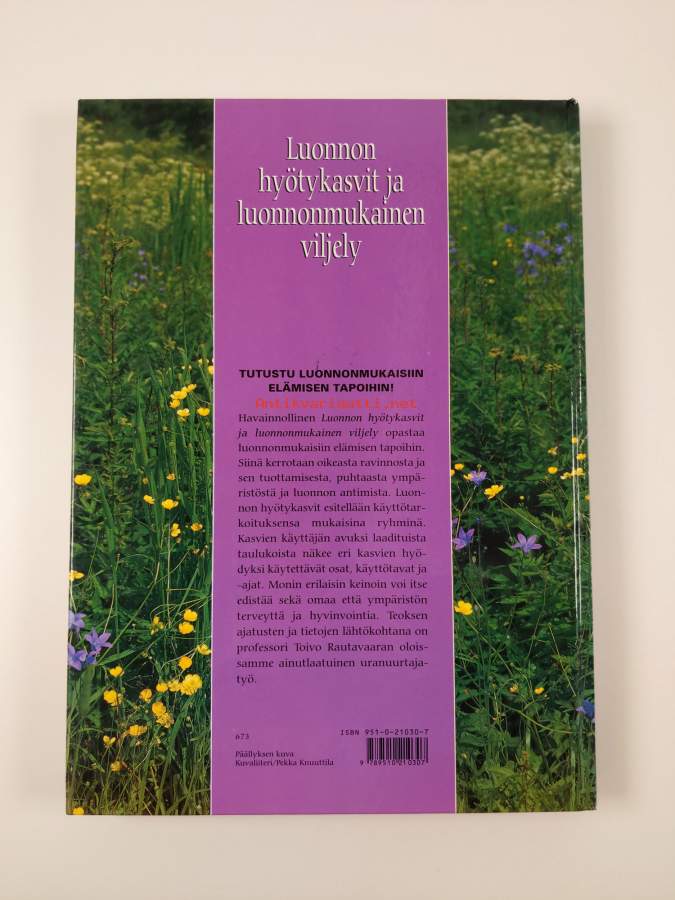 Luonnon
hyötykasvit ja
luonnonmukainen
viljely
TUTUSTU LUONNONMUKAISIIN
ELÄMISEN TAPOIHIN!
Antikvariaatti.net
Havainnollinen Luonnon hyötykasvit
ja luonnonmukainen viljely opastaa
luonnonmukaisiin elämisen tapoihin.
Siinä kerrotaan oikeasta ravinnosta ja
sen tuottamisesta, puhtaasta ympä-
ristöstä ja luonnon antimista. Luon-
non hyötykasvit esitellään käyttötar-
koituksensa mukaisina ryhminä.
Kasvien käyttäjän avuksi laadituista
taulukoista näkee eri kasvien hyö-
dyksi käytettävät osat, käyttötavat ja
-ajat. Monin erilaisin keinoin voi itse
edistää sekä omaa että ympäristön
terveyttä ja hyvinvointia. Teoksen
ajatusten ja tietojen lähtökohtana on
professori Toivo Rautavaaran olois-
samme ainutlaatuinen uranuurtaja-
työ.
ISBN 951-0-21030-7
673
Päällyksen kuva
Kuvaliiteri/Pekka Knuuttila
9 789510 210307